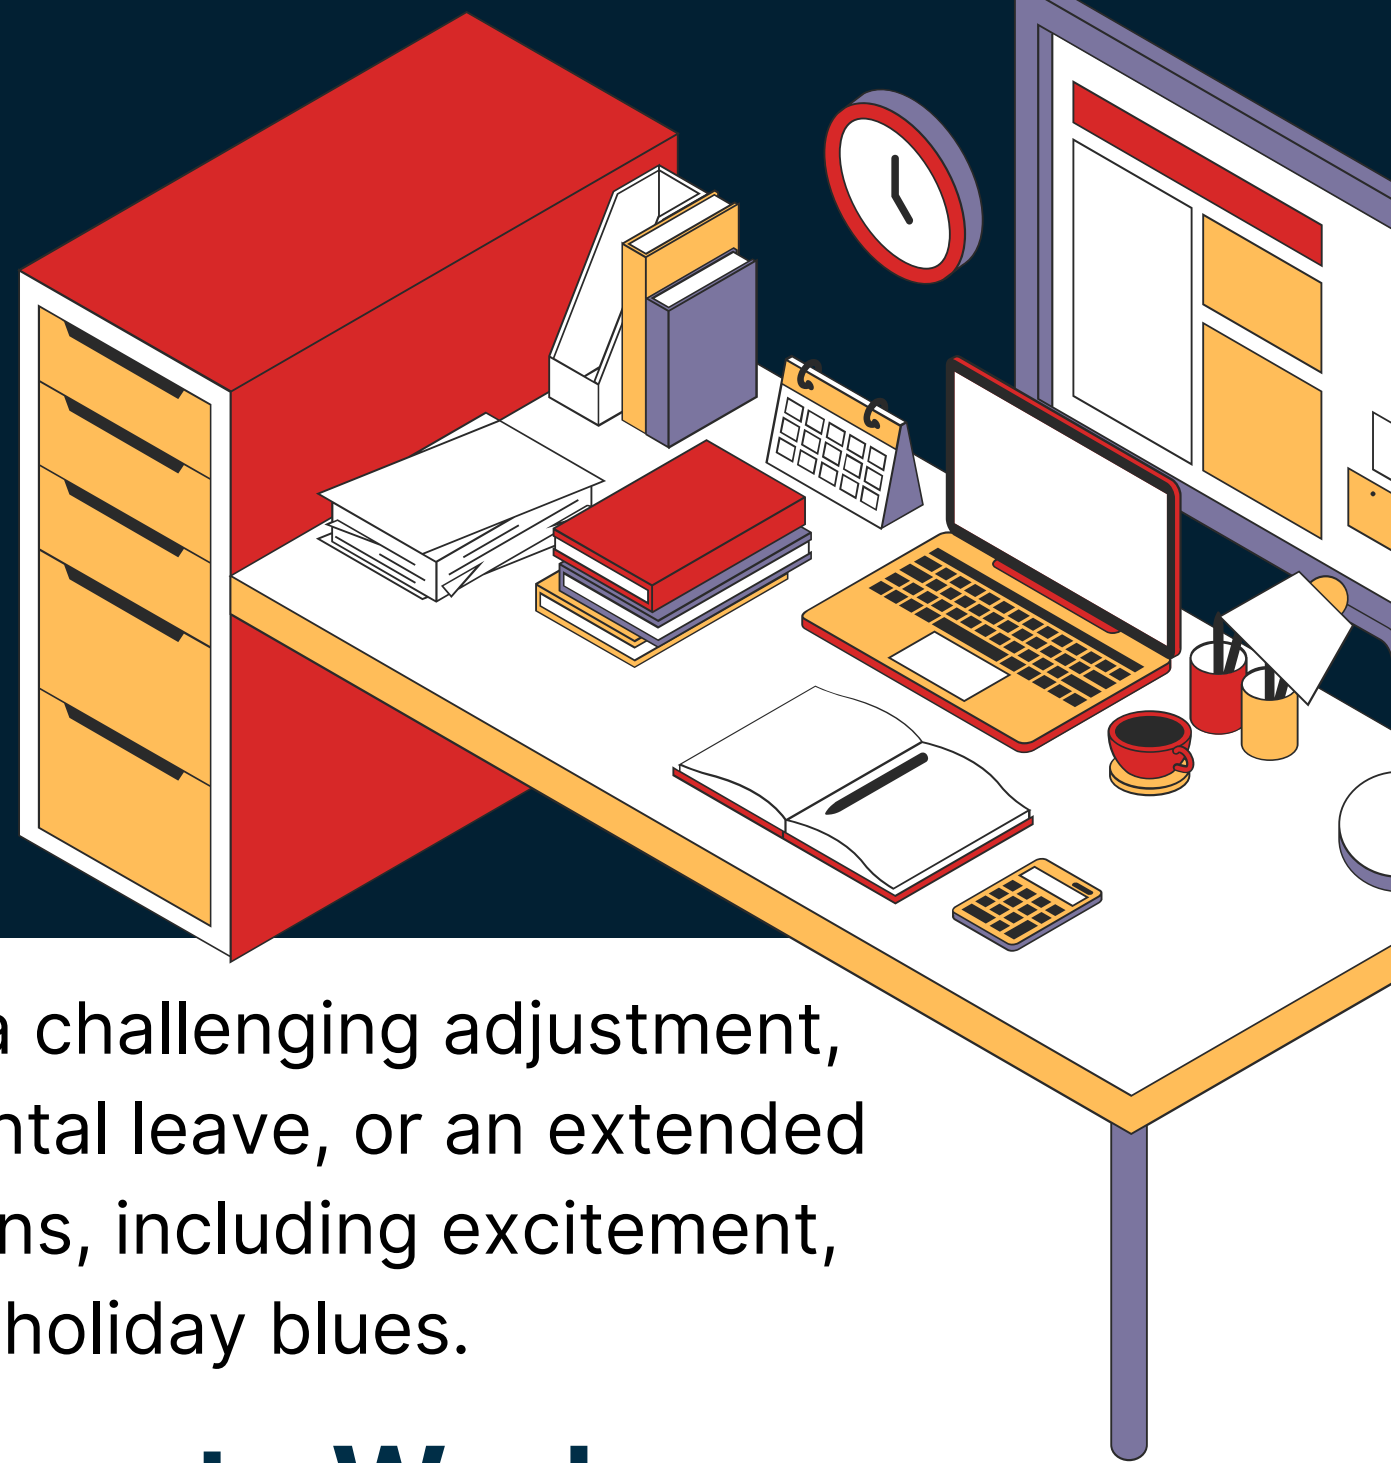 a challenging adjustment,
ntal leave, or an extended
ns, including excitement,
holiday blues.